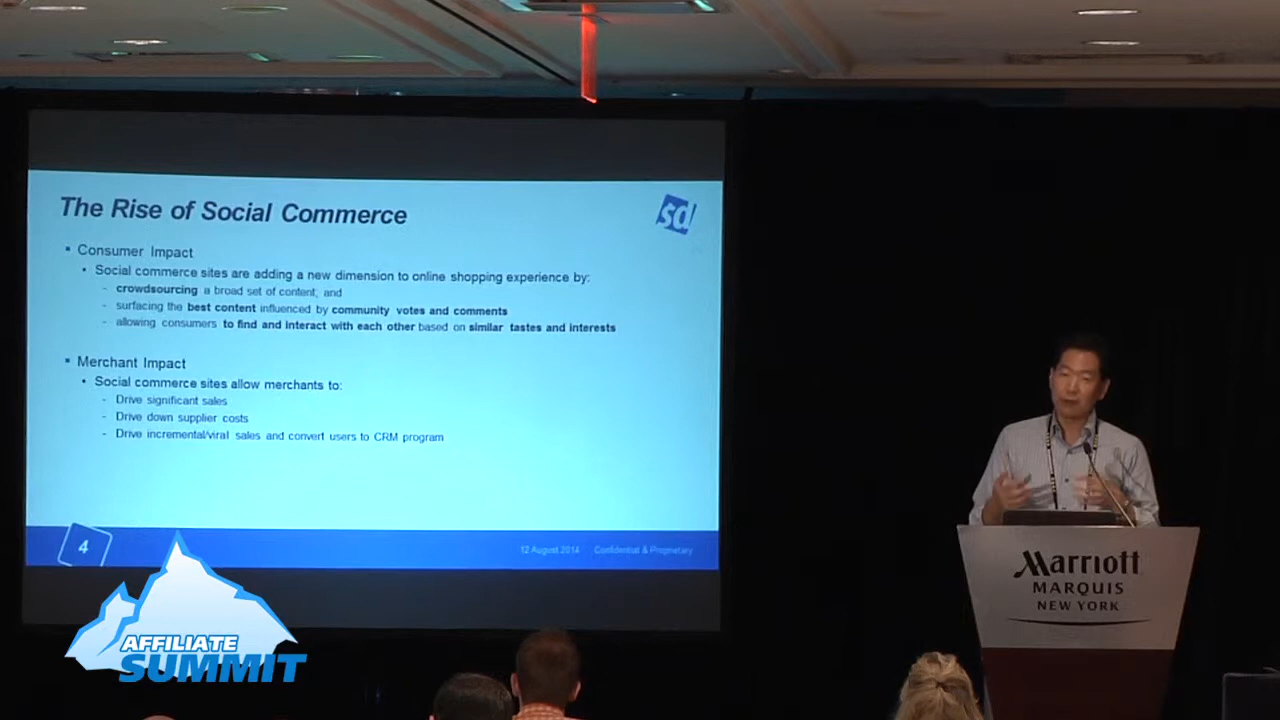 The Rise of Social Commerce
sd
▪ Consumer Impact
• Social commerce sites are adding a new dimension to online shopping experience by:
- crowdsourcing a broad set of content; and
- surfacing the best content influenced by community votes and comments
- allowing consumers to find and interact with each other based on similar tastes and interests
▪ Merchant Impact
• Social commerce sites allow merchants to:
- Drive significant sales
- Drive down supplier costs
- Drive incremental/viral sales and convert users to CRM program
4
12 August 2014 Confidential & Proprietary
AFFILIATE
SUMMIT
Marriott
MARQUIS
NEW YORK